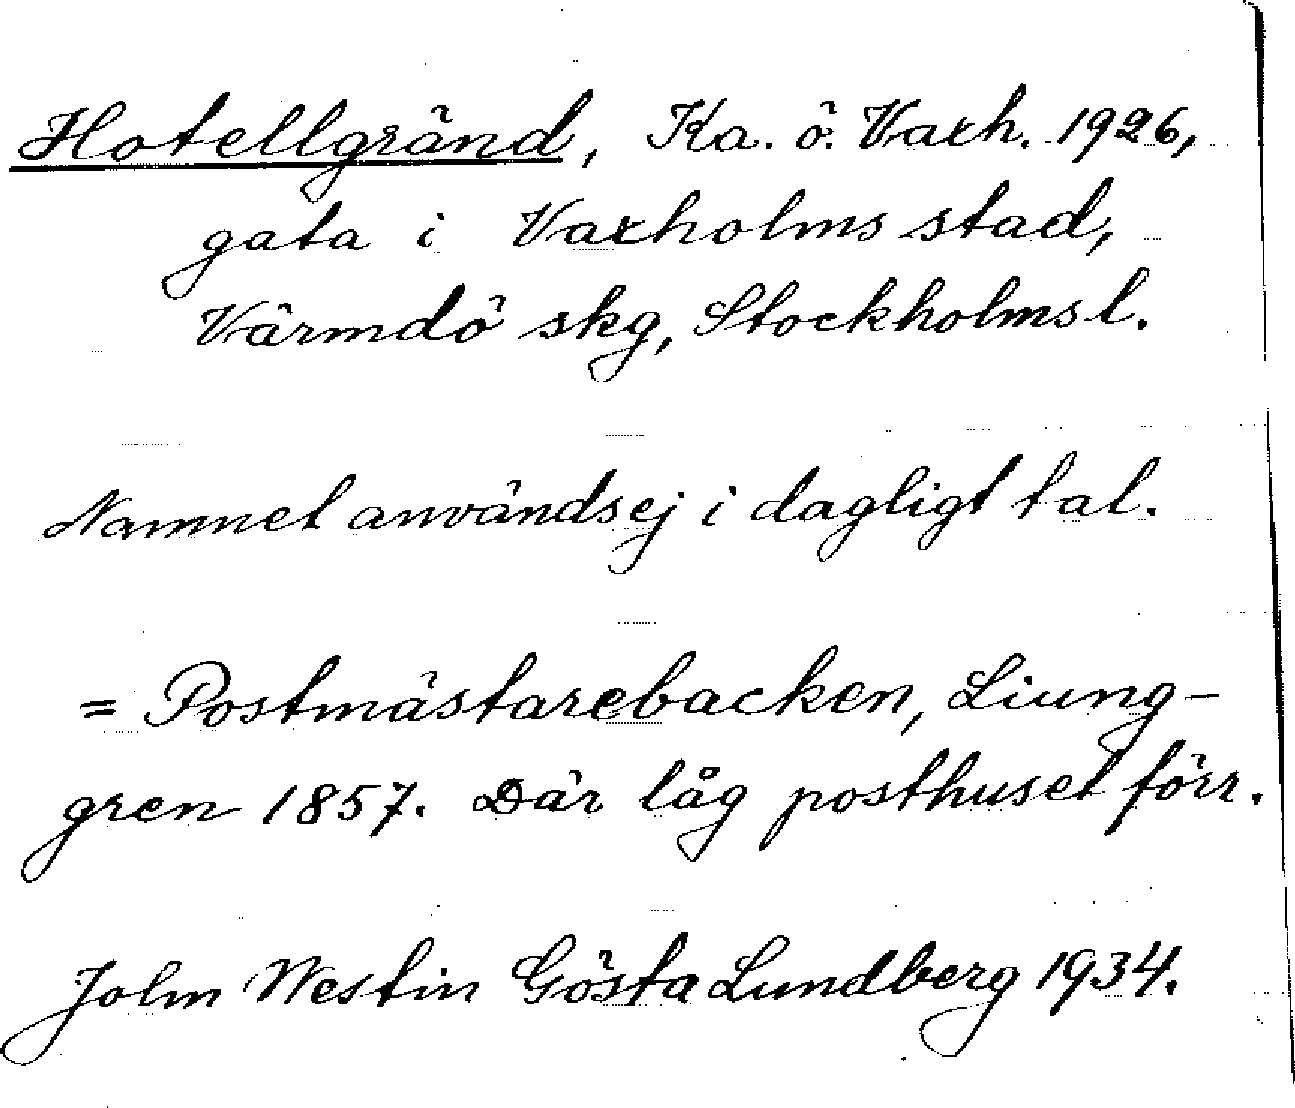 Hotellgränd, Ka. ö. Vaxh. 1926,
gata i Vaxholms stad,
Värmdö skg, Stockholms l.
Namnet användsej i dagligt tal.
= Postmästarebacken, Liung-
gren 1857. Där låg posthuset förr.
John Westin Gösta Lundberg 1934.